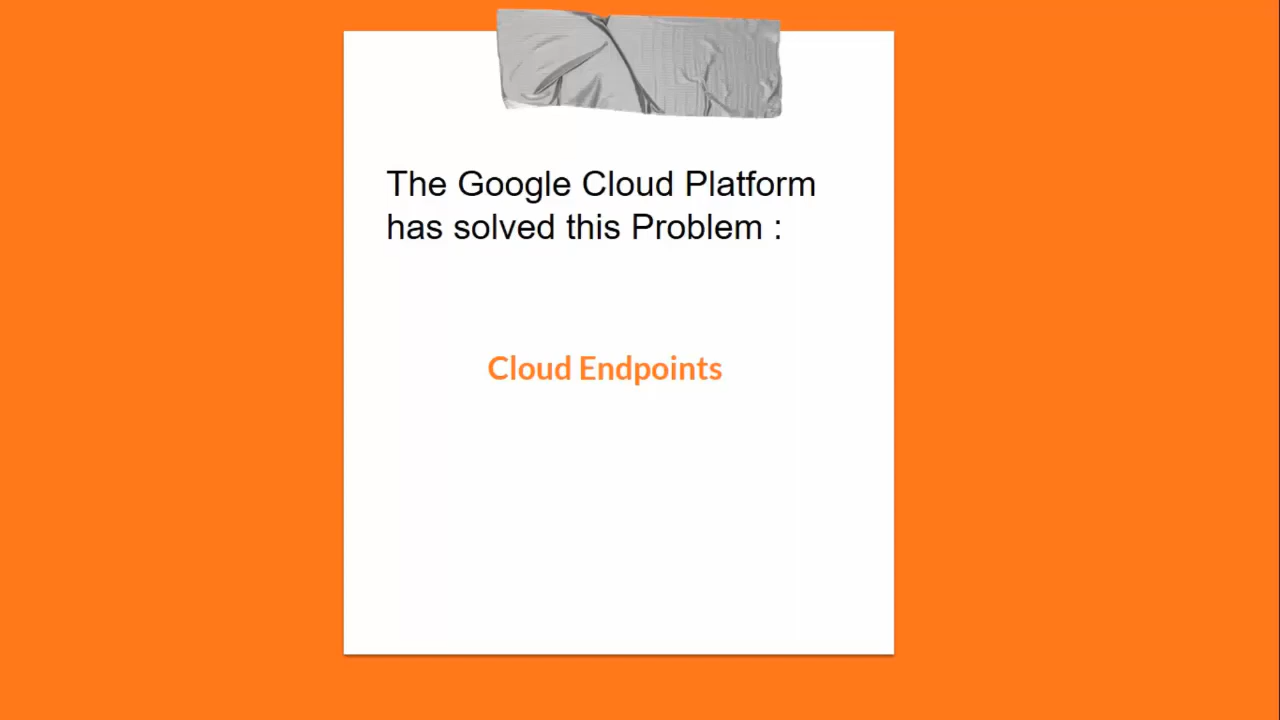 The Google Cloud Platform
has solved this Problem :
Cloud Endpoints